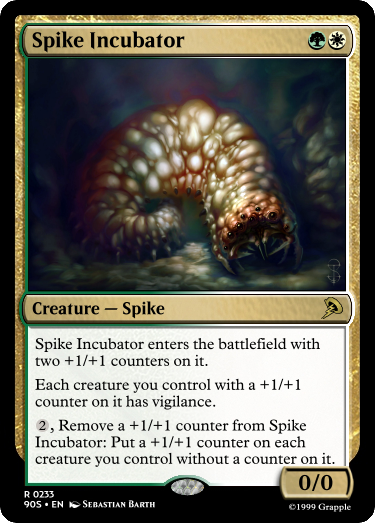 Spike Incubator
Creature — Spike
Spike Incubator enters the battlefield with
two +1/+1 counters on it.
Each creature you control with a +1/+1
counter on it has vigilance.
2, Remove a +1/+1 counter from Spike
Incubator: Put a +1/+1 counter on each
creature you control without a counter on it.
0/0
R 0233
90S • EN Sebastian Barth
©1999 Grapple